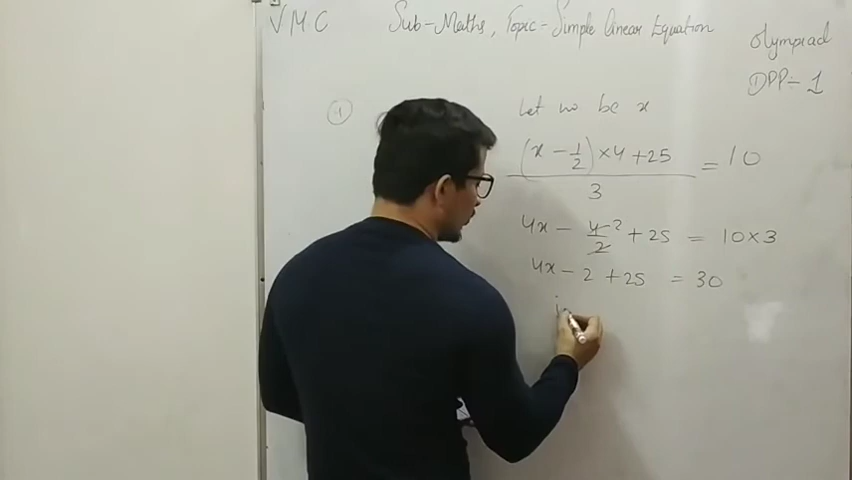 VMC
Sub-Maths, Topic-Simple linear Equation
Olympiad
DPP:- 1
1
Let no be x
(x - 1/2) × 4 + 25 / 3 = 10
4x - 4/2 2 + 25 = 10×3
4x - 2 + 25 = 30